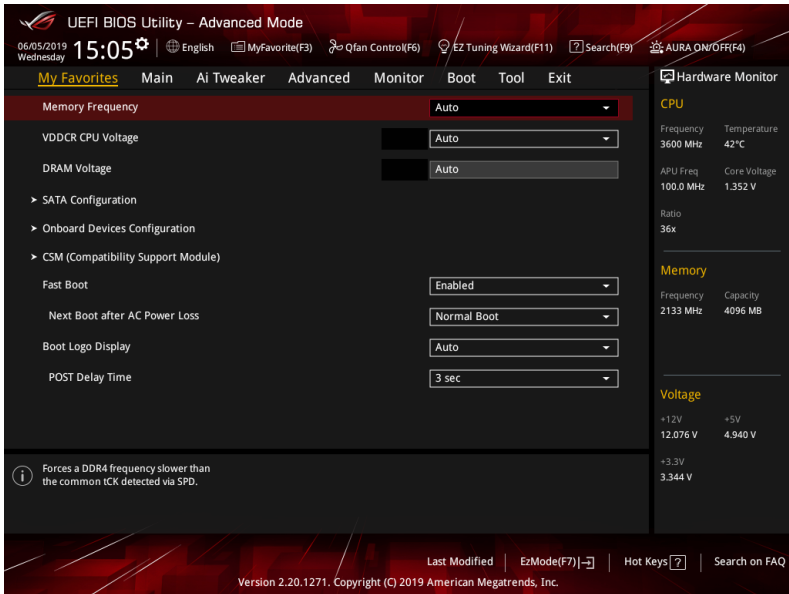 UEFI BIOS Utility – Advanced Mode
06/05/2019 Wednesday 15:05 English MyFavorite(F3) Qfan Control(F6) EZ Tuning Wizard(F11) ? Search(F9) AURA ON/OFF(F4)
My Favorites Main Ai Tweaker Advanced Monitor Boot Tool Exit
Memory Frequency Auto
VDDCR CPU Voltage Auto
DRAM Voltage Auto
SATA Configuration
Onboard Devices Configuration
CSM (Compatibility Support Module)
Fast Boot Enabled
Next Boot after AC Power Loss Normal Boot
Boot Logo Display Auto
POST Delay Time 3 sec
Forces a DDR4 frequency slower than
the common tCK detected via SPD.
Hardware Monitor
CPU
Frequency Temperature
3600 MHz 42°C
APU Freq Core Voltage
100.0 MHz 1.352 V
Ratio
36x
Memory
Frequency Capacity
2133 MHz 4096 MB
Voltage
+12V +5V
12.076 V 4.940 V
+3.3V
3.344 V
Last Modified EzMode(F7) Hot Keys ? Search on FAQ
Version 2.20.1271. Copyright (C) 2019 American Megatrends, Inc.